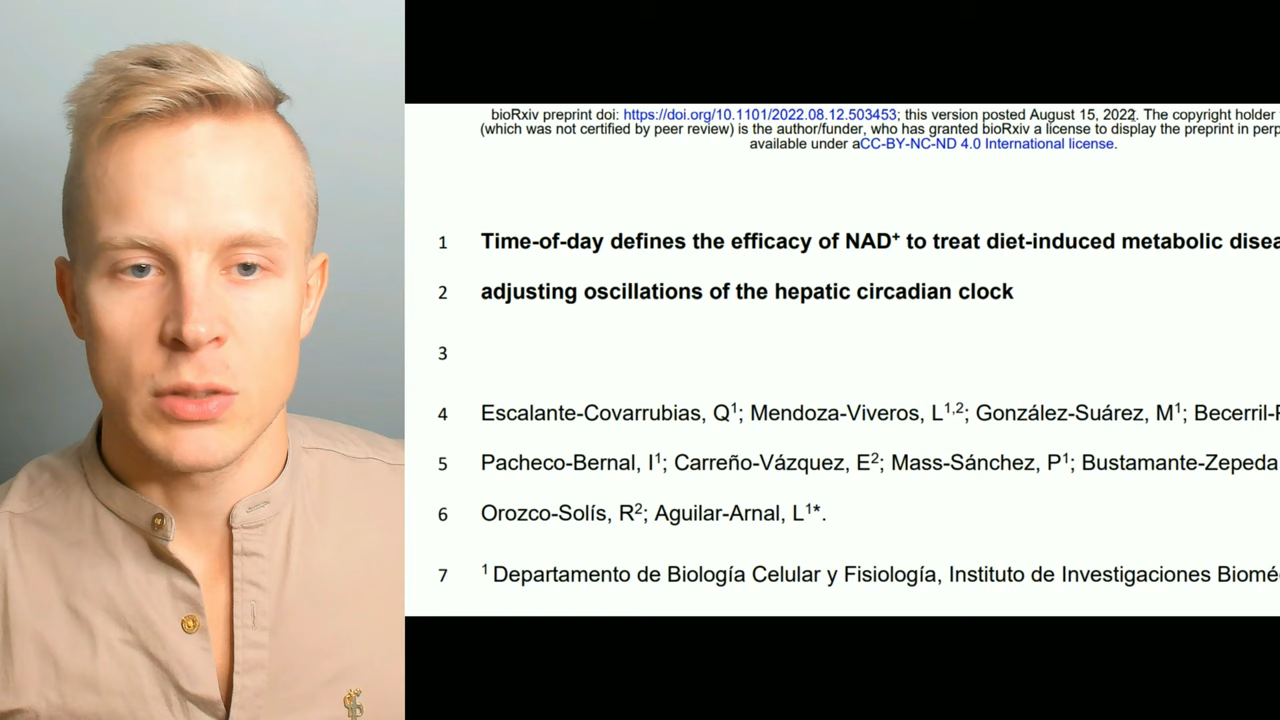 bioRxiv preprint doi: https://doi.org/10.1101/2022.08.12.503453; this version posted August 15, 2022. The copyright holder
(which was not certified by peer review) is the author/funder, who has granted bioRxiv a license to display the preprint in
available under aCC-BY-NC-ND 4.0 International license.
1 Time-of-day defines the efficacy of NAD⁺ to treat diet-induced metabolic
2 adjusting oscillations of the hepatic circadian clock
3
4 Escalante-Covarrubias, Q¹; Mendoza-Viveros, L¹,²; González-Suárez, M¹;
5 Pacheco-Bernal, I¹; Carreño-Vázquez, E²; Mass-Sánchez, P¹; Bustamante-Zepeda
6 Orozco-Solís, R²; Aguilar-Arnal, L¹*.
7 ¹ Departamento de Biología Celular y Fisiología, Instituto de Investigaciones